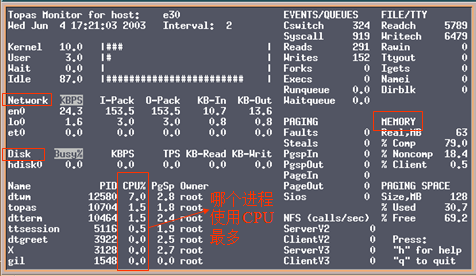 Topas Monitor for host: e30 EVENTS/QUEUES FILE/TTY
Wed Jun 4 17:21:03 2003 Interval: 2 Cswitch 324 Readch 5789
Syscall 919 Writech 6479
Kernel 10.0 |### | Reads 291 Rawin 0
User 3.0 |# | Writes 152 Ttyout 0
Wait 0.0 | | Forks 0 Igets 0
Idle 87.0 |######################## | Execs 0 Namei 0
Runqueue 0.0 Dirblk 0
Network KBPS I-Pack O-Pack KB-In KB-Out Waitqueue 0.0
en0 24.3 153.5 153.5 10.7 13.6
lo0 1.6 3.0 3.0 0.8 0.8 PAGING MEMORY
et0 0.0 0.0 0.0 0.0 0.0 Faults 0 Real,MB 63
Steals 0 % Comp 79.0
Disk Busy% KBPS TPS KB-Read KB-Writ PgspIn 0 % Noncomp 18.4
hdisk0 0.0 0.0 0.0 0.0 0.0 PgspOut 0 % Client 0.5
PageIn 0
Name PID CPU% PgSp Owner PageOut 0 PAGING SPACE
dtwm 12580 7.0 2.8 root Sios 0 Size,MB 128
topas 10704 1.5 1.8 root % Used 30.7
dtterm 10464 1.5 2.4 root NFS (calls/sec) % Free 69.2
ttsession 5116 0.5 1.9 ServerV2 0
dtgreet 3922 0.0 2.5 root ClientV2 0 Press:
X 3128 0.0 2.7 root ServerV3 0 "h" for help
gil 1548 0.0 0.0 root ClientV3 0 "q" to quit
哪个进程
使用CPU
最多